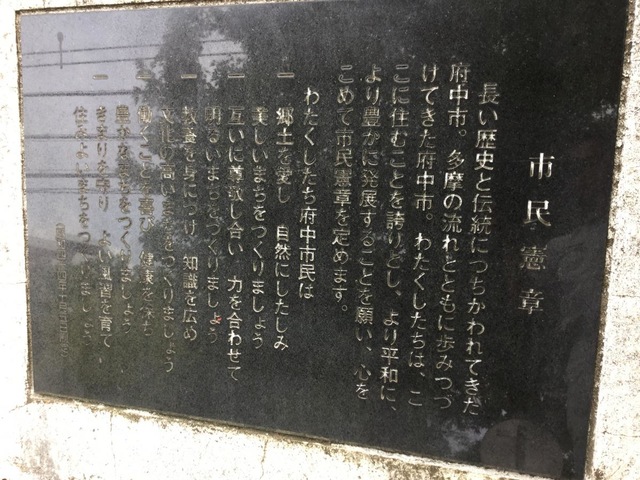 市民憲章
長い歴史と伝統につちかわれてきた
府中市。多摩の流れとともに歩みつづ
けてきた府中市。わたくしたちは、こ
こに住むことを誇りとし、より平和に、
より豊かに発展することを願い、心を
こめて市民憲章を定めます。
わたくしたち府中市民は
一 郷土を愛し 自然にしたしみ
美しいまちをつくりましょう
一 互いに尊敬し合い 力を合わせて
明るいまちをつくりましょう
一 教養を身につけ 知識を広め
文化の高いまちをつくりましょう
一 働くことを喜び 健康を保ち
豊かなまちをつくりましょう
一 きまりを守り よい習慣を育て
住みよいまちをつくりましょう